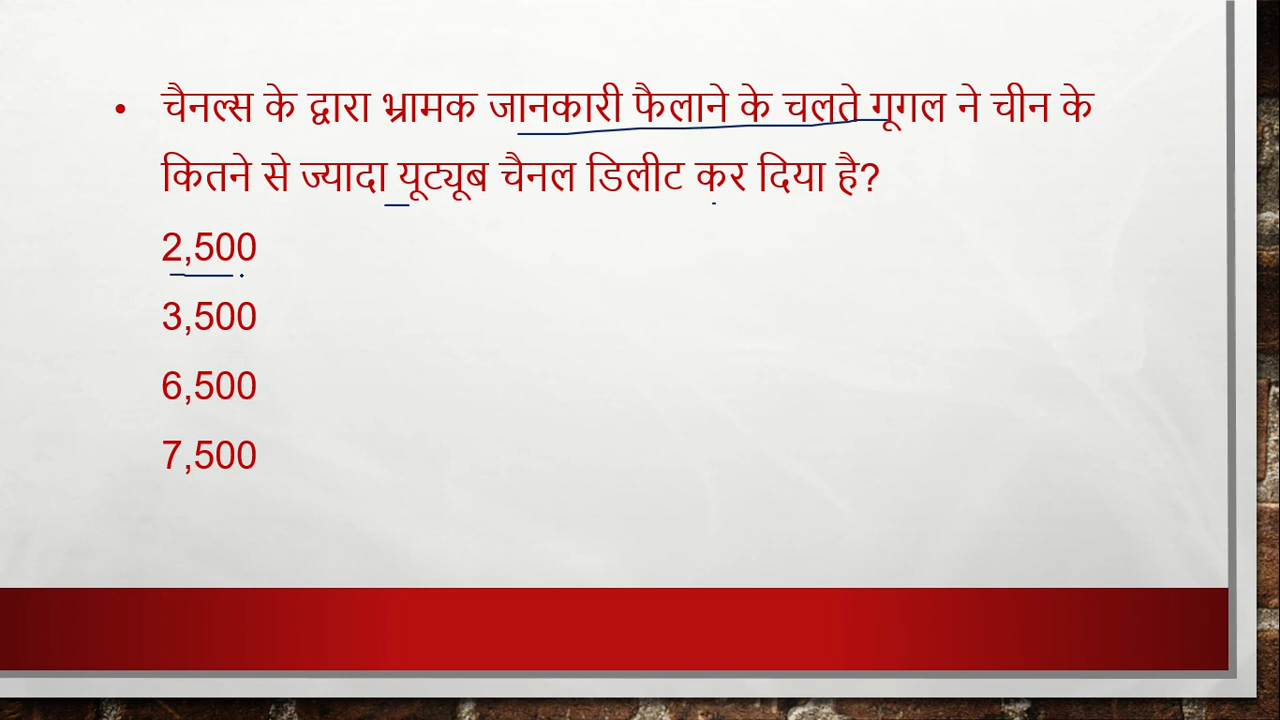 • चैनल्स के द्वारा भ्रामक जानकारी फैलाने के चलते गूगल ने चीन के
कितने से ज्यादा यूट्यूब चैनल डिलीट कर दिया है?
2,500
3,500
6,500
7,500